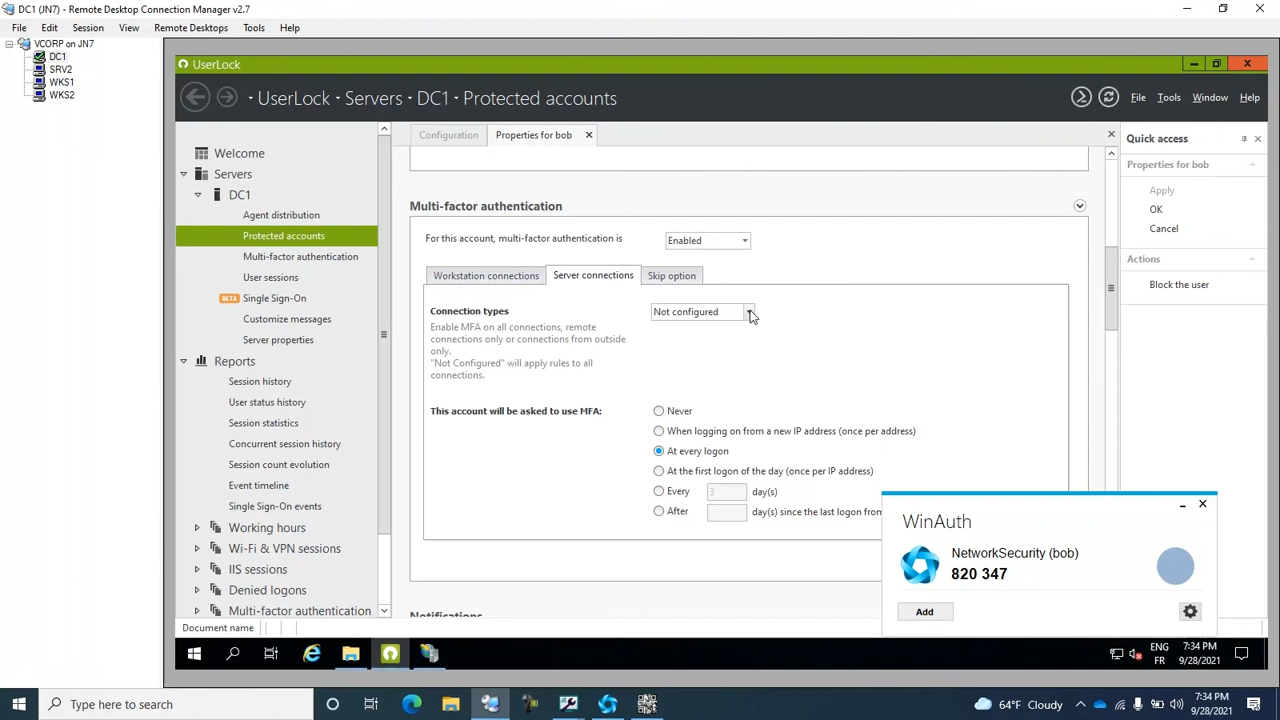 DC1 (JN7) - Remote Desktop Connection Manager v2.7
File Edit Session View Remote Desktops Tools Help
VCORP on JN7
DC1
SRV2
WKS1
WKS2
UserLock
UserLock · Servers · DC1 · Protected accounts
File Tools Window Help
Welcome
Servers
DC1
Agent distribution
Protected accounts
Multi-factor authentication
User sessions
BETA Single Sign-On
Customize messages
Server properties
Reports
Session history
User status history
Session statistics
Concurrent session history
Session count evolution
Event timeline
Single Sign-On events
Working hours
Wi-Fi & VPN sessions
IIS sessions
Denied logons
Multi-factor authentication
Document name
Configuration Properties for bob
Multi-factor authentication
For this account, multi-factor authentication is Enabled
Workstation connections Server connections Skip option
Connection types Not configured
Enable MFA on all connections, remote
connections only or connections from outside
only.
"Not Configured" will apply rules to all
connections.
This account will be asked to use MFA: Never
When logging on from a new IP address (once per address)
At every logon
At the first logon of the day (once per IP address)
Every 3 day(s)
After day(s) since the last logon from
Notifications
Quick access
Properties for bob
Apply
OK
Cancel
Actions
Block the user
WinAuth
NetworkSecurity (bob)
820 347
Add
ENG
FR
7:34 PM
9/28/2021
Type here to search
64°F Cloudy
7:34 PM
9/28/2021